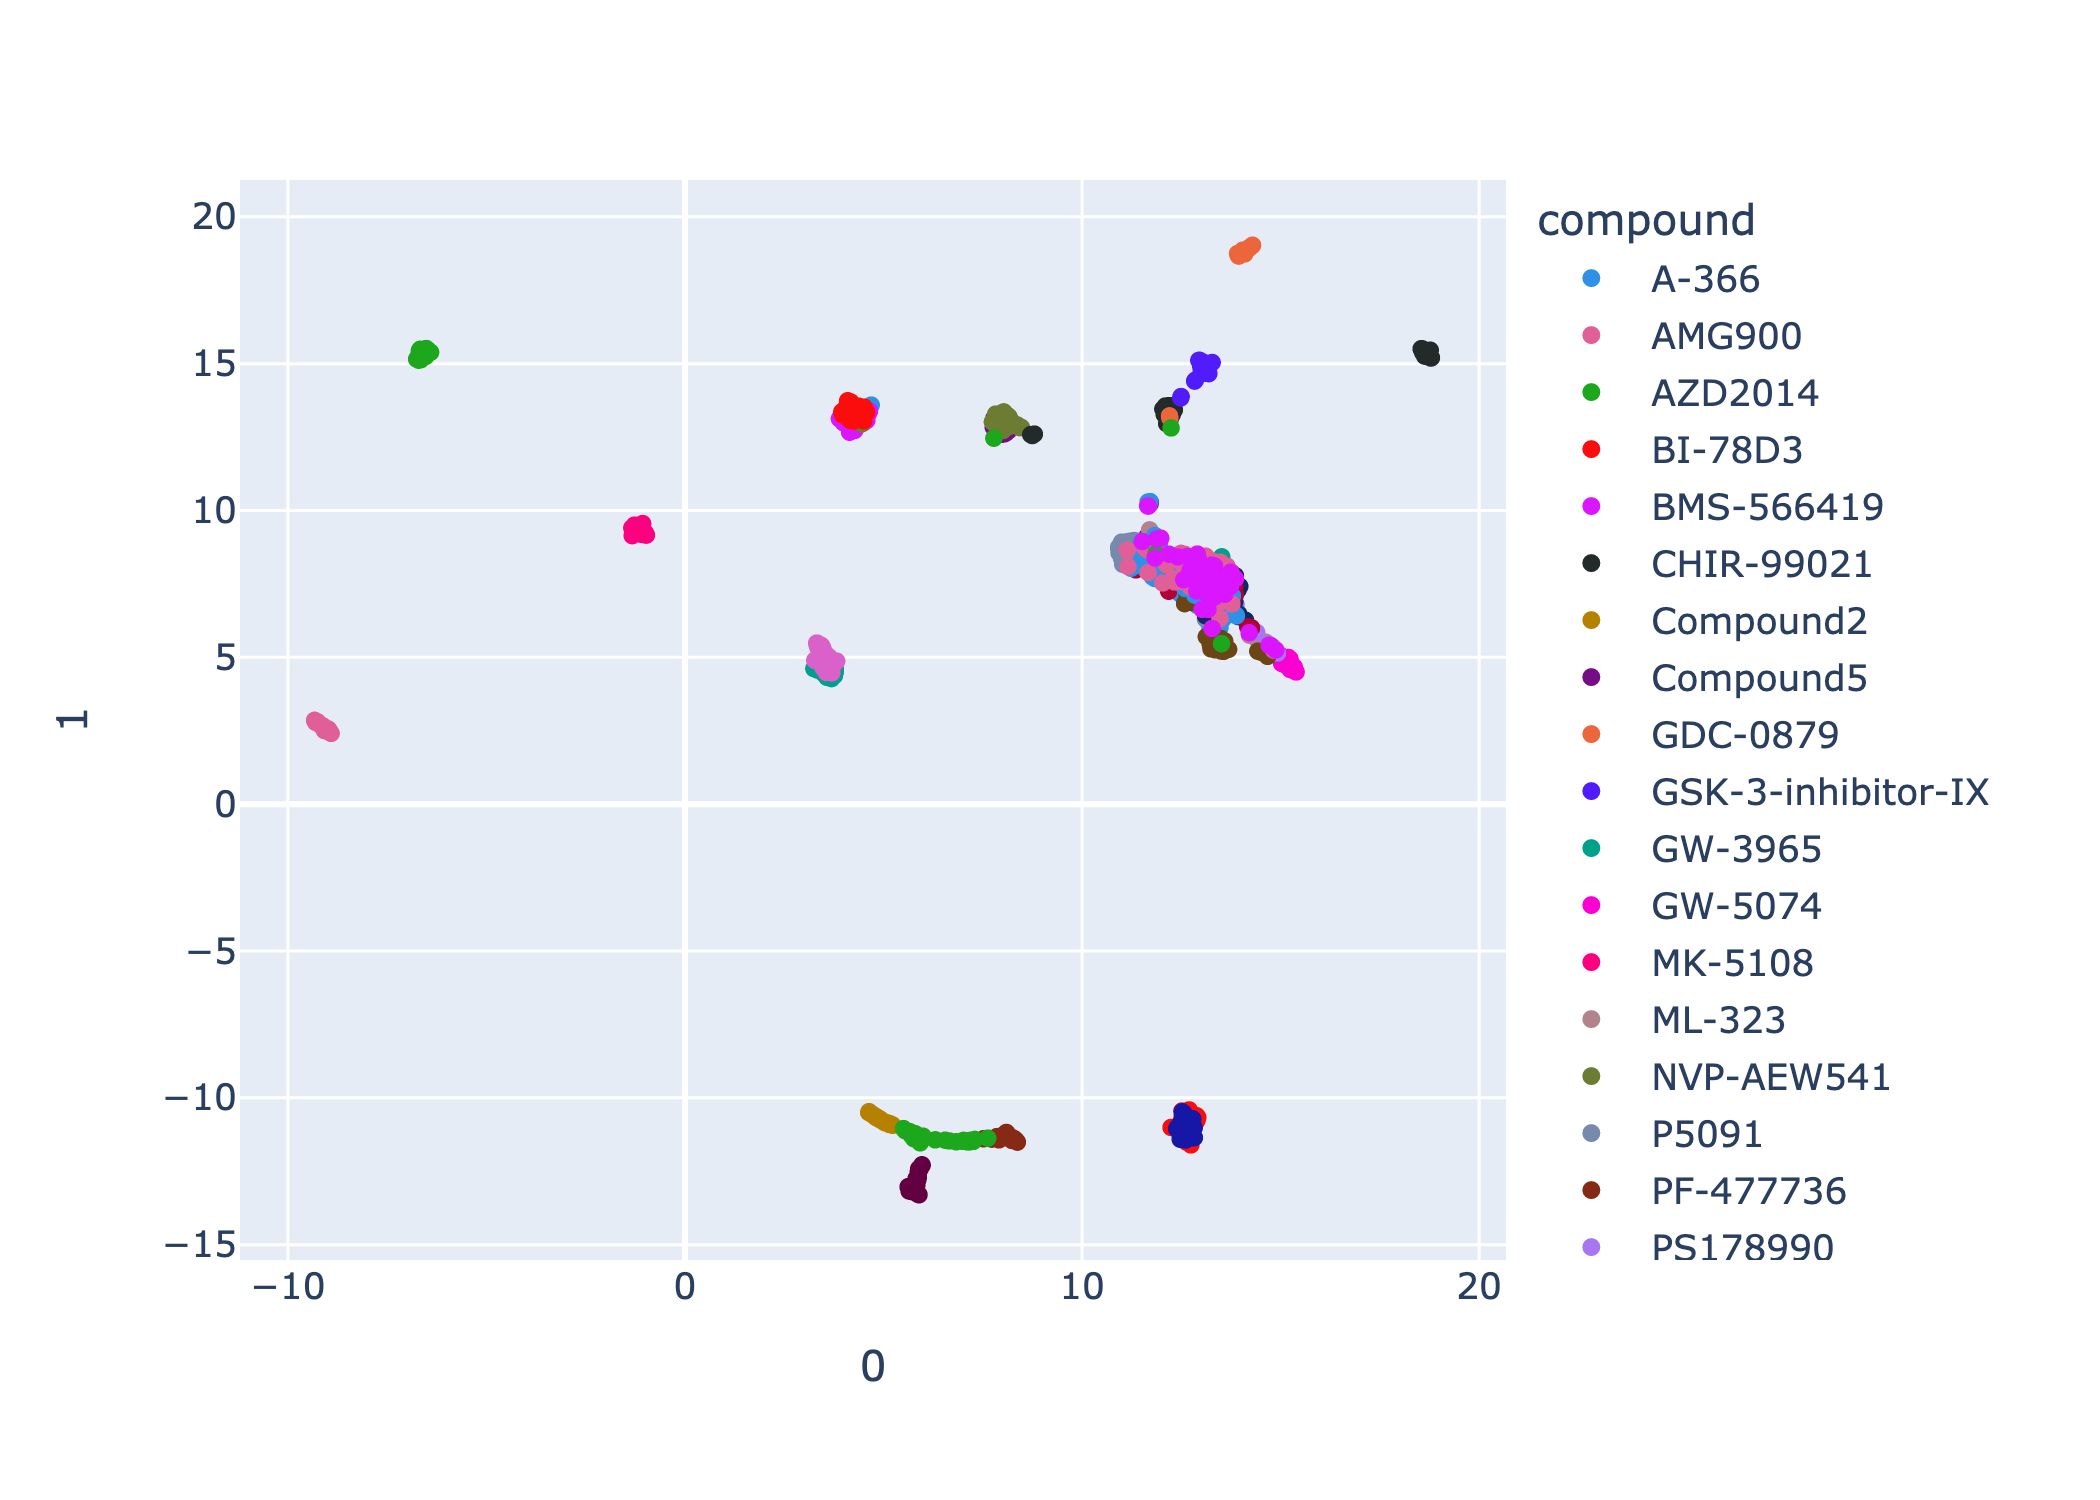 20
15
10
5
0
−5
−10
−15
1
−10
0
10
20
0
compound
A-366
AMG900
AZD2014
BI-78D3
BMS-566419
CHIR-99021
Compound2
Compound5
GDC-0879
GSK-3-inhibitor-IX
GW-3965
GW-5074
MK-5108
ML-323
NVP-AEW541
P5091
PF-477736
PS178990